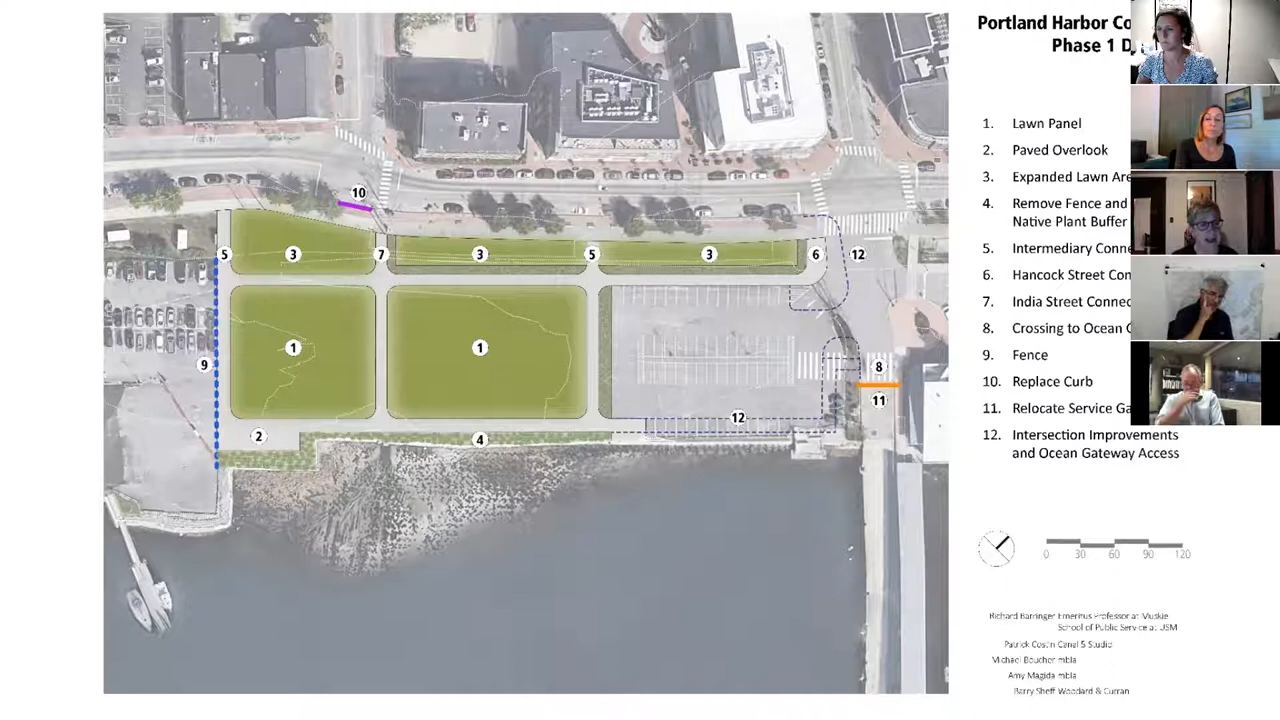 Portland Harbor Co
Phase 1 D
1. Lawn Panel
2. Paved Overlook
3. Expanded Lawn Are
4. Remove Fence and
Native Plant Buffer
5. Intermediary Conne
6. Hancock Street Con
7. India Street Connec
8. Crossing to Ocean G
9. Fence
10. Replace Curb
11. Relocate Service Ga
12. Intersection Improvements
and Ocean Gateway Access
10
5
3
7
3
5
3
6
12
1
1
9
8
11
12
2
4
0 30 60 90 120
Richard Barringer Emeritus Professor at Muskie
School of Public Service at USM
Patrick Costin Canal 5 Studio
Michael Boucher mbla
Amy Magida mbla
Barry Sheff Woodard & Curran